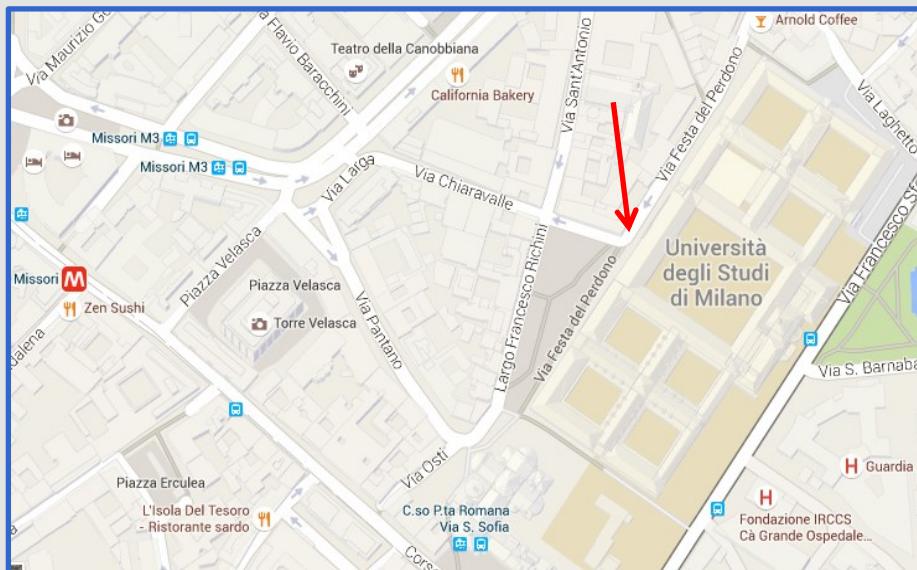 Arnold Coffee
Via Maurizio Go
Via Flavio Baracchini
Teatro della Canobbiana
California Bakery
Via Sant'Antonio
Via Festa del Perdono
Via Laghetto
Missori M3
Missori M3
Via Larga
Via Chiaravalle
Università
degli Studi
di Milano
Via Francesco Sf
Piazza Velasca
Largo Francesco Richini
Via Festa del Perdono
Missori M
Zen Sushi
Piazza Velasca
Torre Velasca
Via Pantano
dalena
Via S. Barnaba
Via Osti
Piazza Erculea
L'Isola Del Tesoro
- Ristorante sardo
C.so P.ta Romana
Via S. Sofia
Corso
H Guardia
H
Fondazione IRCCS
Cà Grande Ospedale...